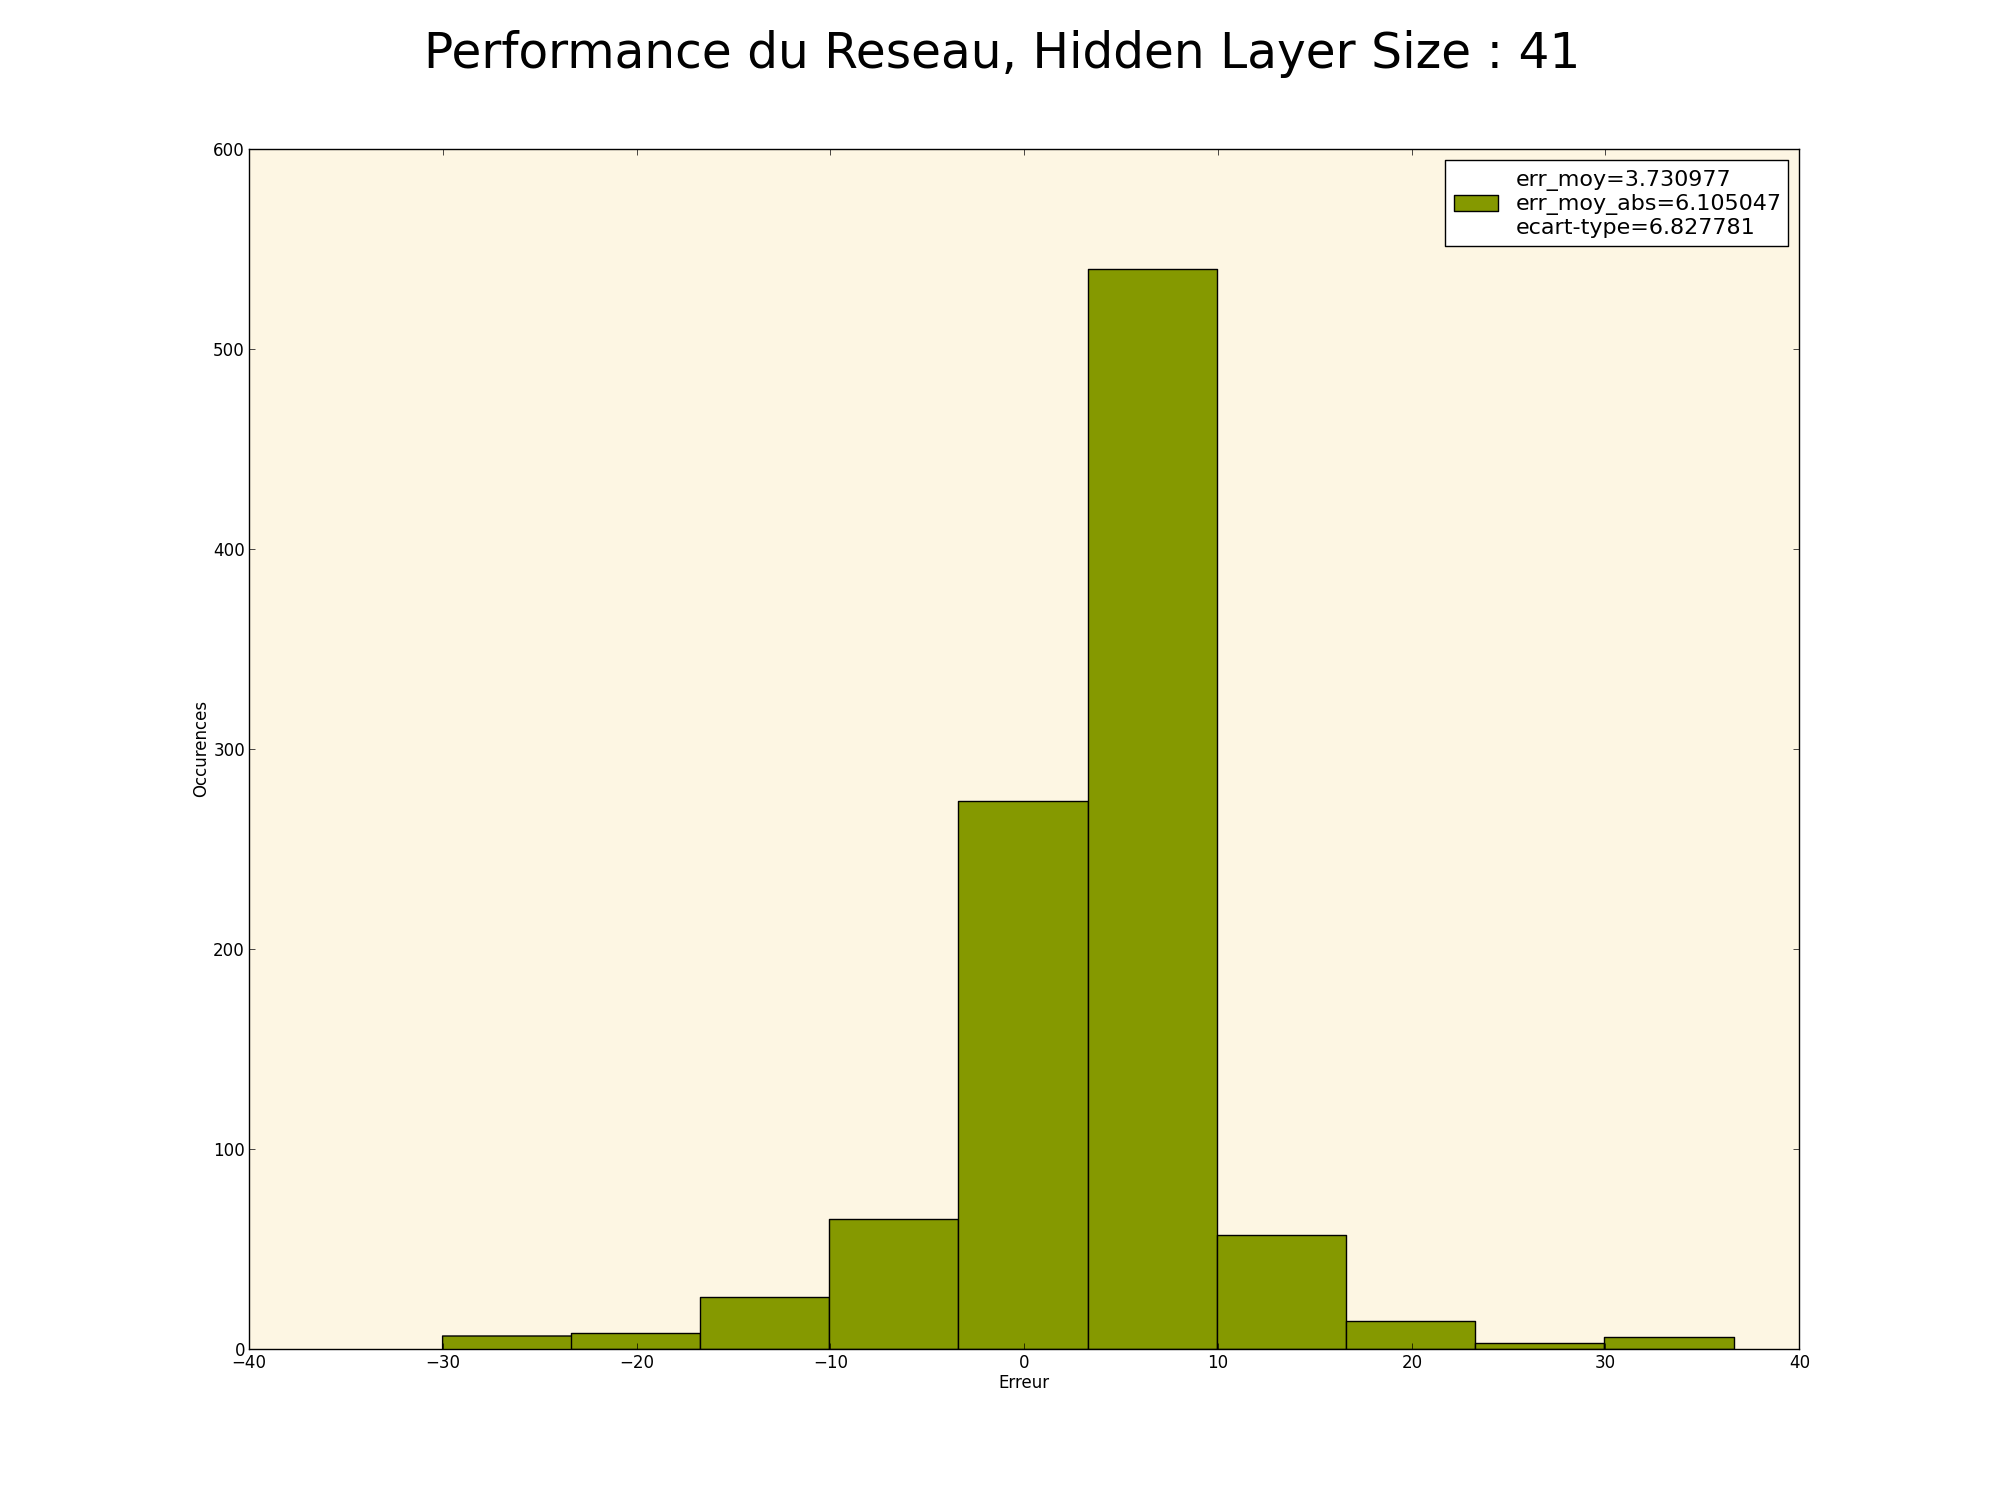 Performance du Reseau, Hidden Layer Size : 41
600
500
400
300
200
100
0
Occurences
err_moy=3.730977
err_moy_abs=6.105047
ecart-type=6.827781
−40 −30 −20 −10 0 10 20 30 40
Erreur